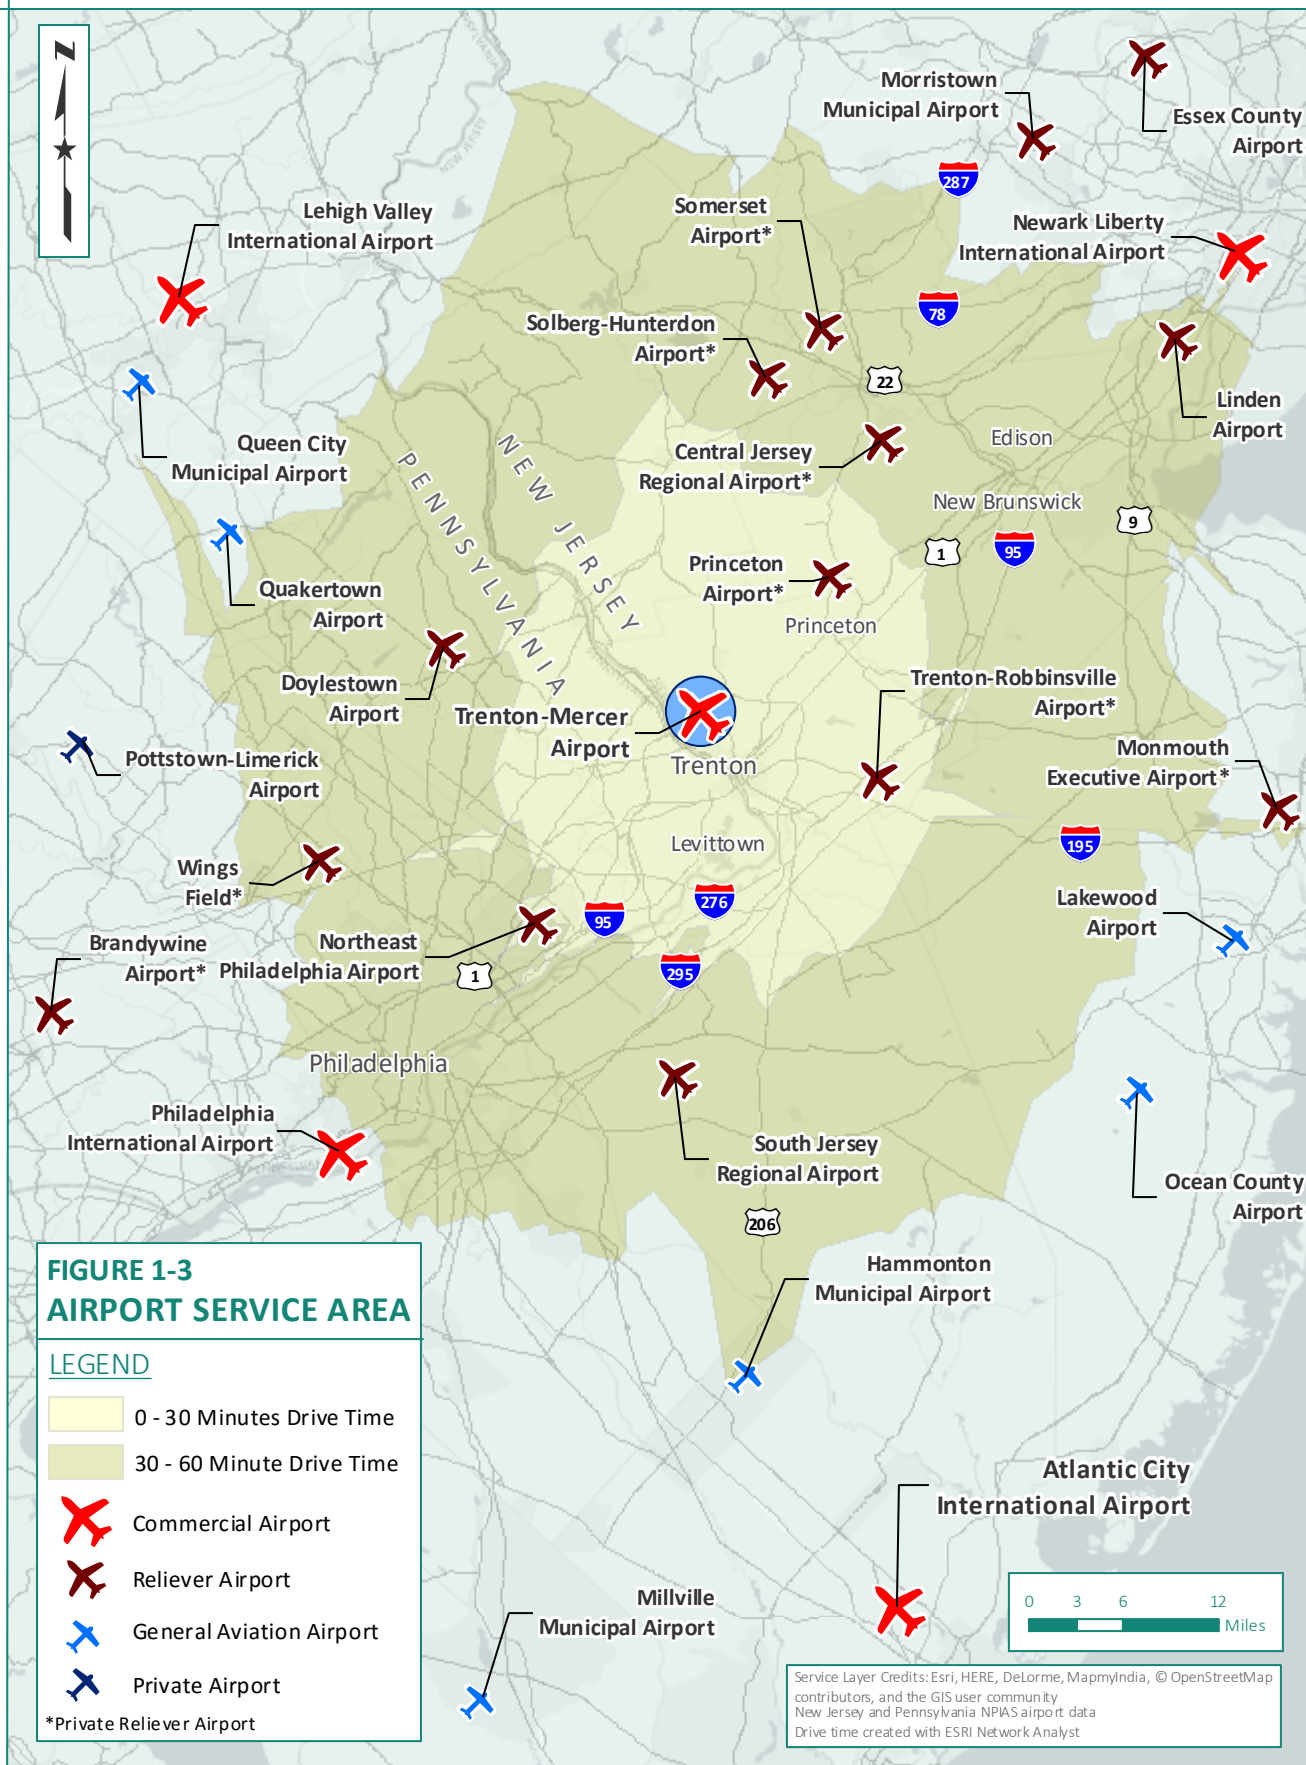 N
Morristown
Municipal Airport
Essex County
Airport
287
Lehigh Valley
International Airport
Somerset
Airport*
Newark Liberty
International Airport
78
Solberg-Hunterdon
Airport*
22
Linden
Airport
Queen City
Municipal Airport
NEW JERSEY
PENNSYLVANIA
Central Jersey
Regional Airport*
Edison
New Brunswick
9
1
95
Quakertown
Airport
Princeton
Airport*
Princeton
Doylestown
Airport
Trenton-Mercer
Airport
Trenton
Trenton-Robbinsville
Airport*
Monmouth
Executive Airport*
Pottstown-Limerick
Airport
195
Levittown
Wings
Field*
276
95
Lakewood
Airport
Brandywine
Airport*
Northeast
Philadelphia Airport
1
295
Philadelphia
Philadelphia
International Airport
South Jersey
Regional Airport
Ocean County
Airport
206
Hammonton
Municipal Airport
FIGURE 1-3
AIRPORT SERVICE AREA
LEGEND
0 - 30 Minutes Drive Time
30 - 60 Minute Drive Time
Commercial Airport
Reliever Airport
General Aviation Airport
Private Airport
*Private Reliever Airport
Atlantic City
International Airport
Millville
Municipal Airport
0 3 6 12
Miles
Service Layer Credits: Esri, HERE, DeLorme, MapmyIndia, © OpenStreetMap
contributors, and the GIS user community
New Jersey and Pennsylvania NPIAS airport data
Drive time created with ESRI Network Analyst